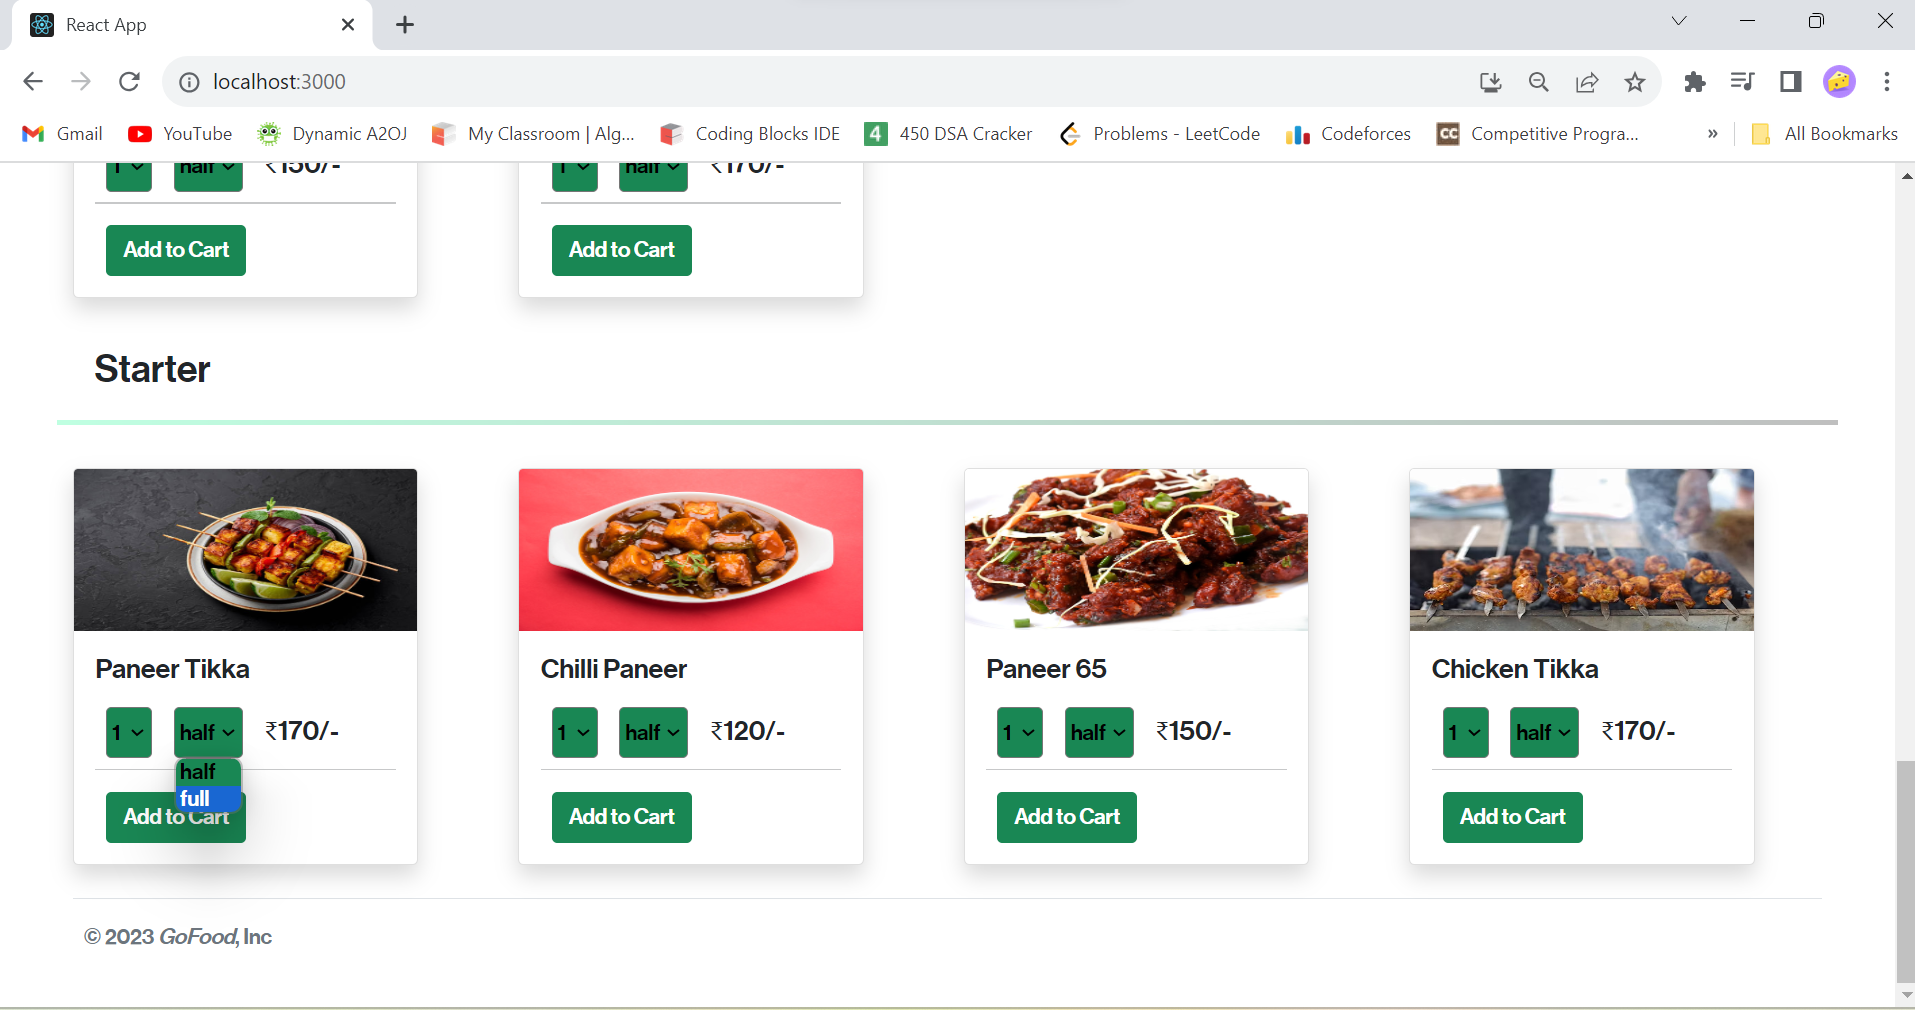 React App
localhost:3000
Gmail YouTube Dynamic A2OJ My Classroom | Alg... Coding Blocks IDE 4 450 DSA Cracker Problems - LeetCode Codeforces CC Competitive Progra... » All Bookmarks
1 half ₹150/- 1 half ₹170/-
Add to Cart Add to Cart
Starter
Paneer Tikka Chilli Paneer Paneer 65 Chicken Tikka
1 half ₹170/- 1 half ₹120/- 1 half ₹150/- 1 half ₹170/-
half
full
Add to Cart Add to Cart Add to Cart Add to Cart
© 2023 GoFood, Inc